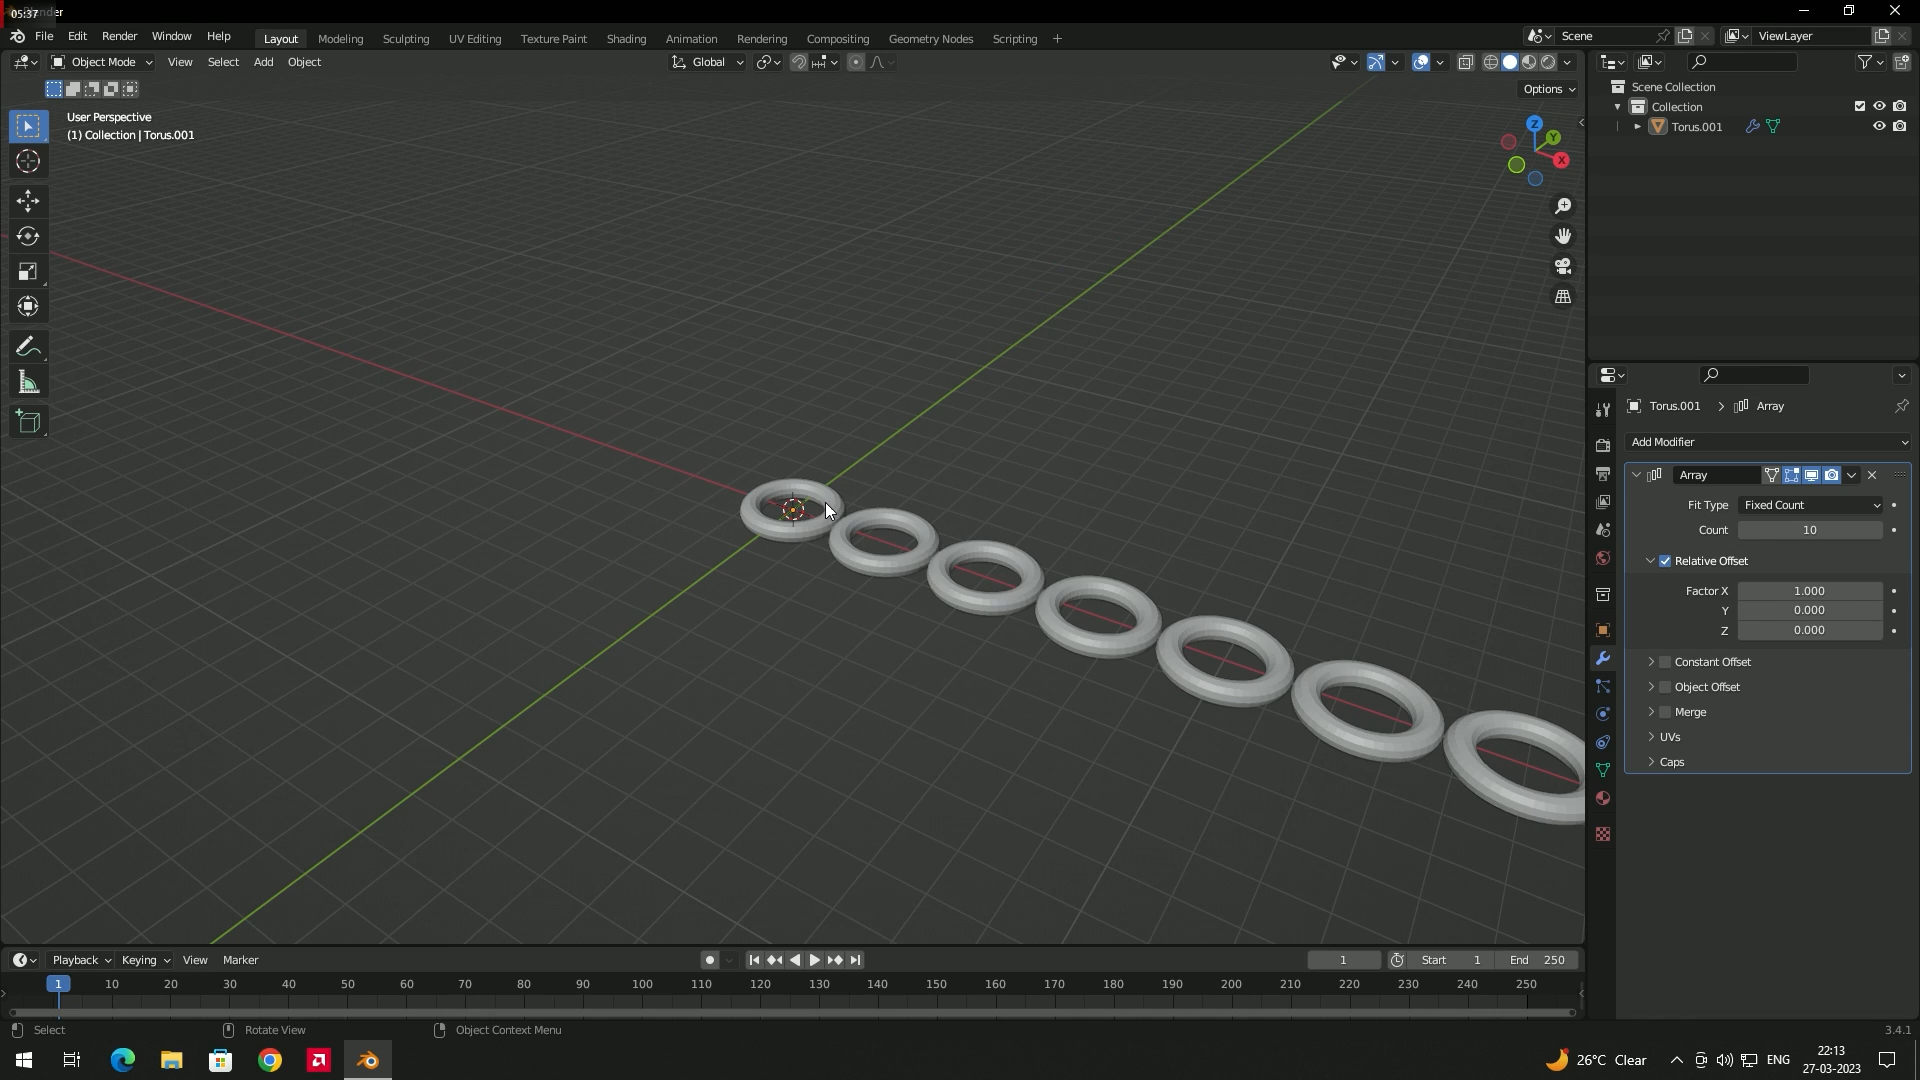 05:37
File Edit Render Window Help
Layout Modeling Sculpting UV Editing Texture Paint Shading Animation Rendering Compositing Geometry Nodes Scripting +
Scene
ViewLayer
Object Mode View Select Add Object
Global
Options
User Perspective
(1) Collection | Torus.001
Z
Y
X
Scene Collection
Collection
Torus.001
Torus.001 > Array
Add Modifier
Array
Fit Type Fixed Count
Count 10
Relative Offset
Factor X 1.000
Y 0.000
Z 0.000
Constant Offset
Object Offset
Merge
UVs
Caps
Playback Keying View Marker
1
Start 1 End 250
1 10 20 30 40 50 60 70 80 90 100 110 120 130 140 150 160 170 180 190 200 210 220 230 240 250
Select Rotate View Object Context Menu
3.4.1
26°C Clear
ENG
22:13
27-03-2023